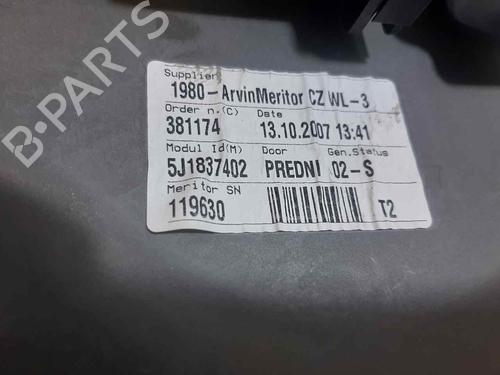 Supplier
1980-ArvinMeritor CZ WL-3
Order n.(C) Date
381174 13.10.2007 13:41
Modul Id(M) Door Gen.Status
5J1837402 PREDNI 02-S
Meritor SN
119630 T2
B-PARTS